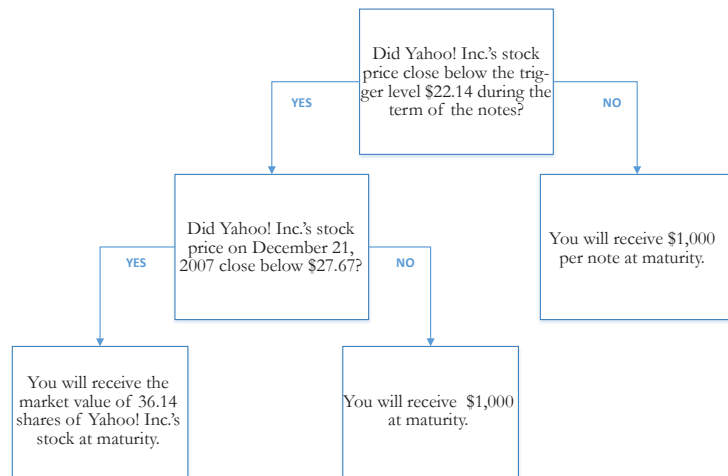 Did Yahoo! Inc.'s stock
price close below the trig-
ger level $22.14 during the
term of the notes?
YES
NO
Did Yahoo! Inc.'s stock
price on December 21,
2007 close below $27.67?
You will receive $1,000
per note at maturity.
YES
NO
You will receive the
market value of 36.14
shares of Yahoo! Inc.'s
stock at maturity.
You will receive $1,000
at maturity.